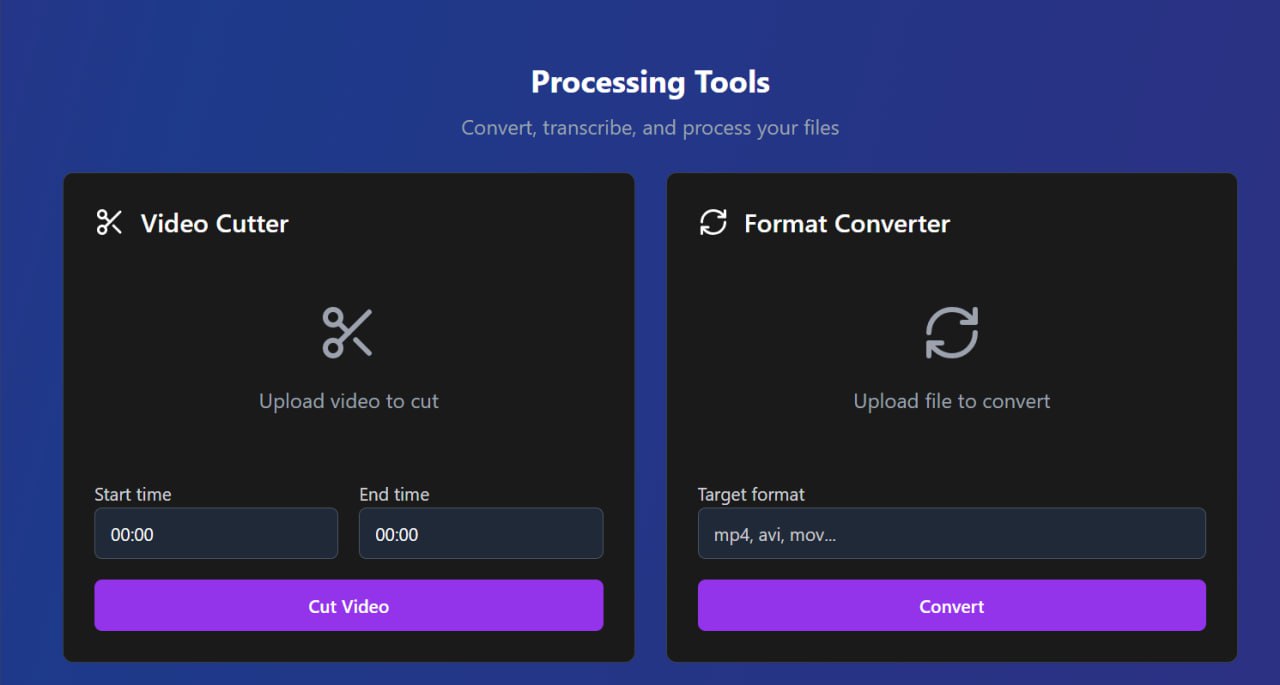 Processing Tools
Convert, transcribe, and process your files
Video Cutter
Upload video to cut
Start time
End time
00:00
00:00
Cut Video
Format Converter
Upload file to convert
Target format
mp4, avi, mov...
Convert